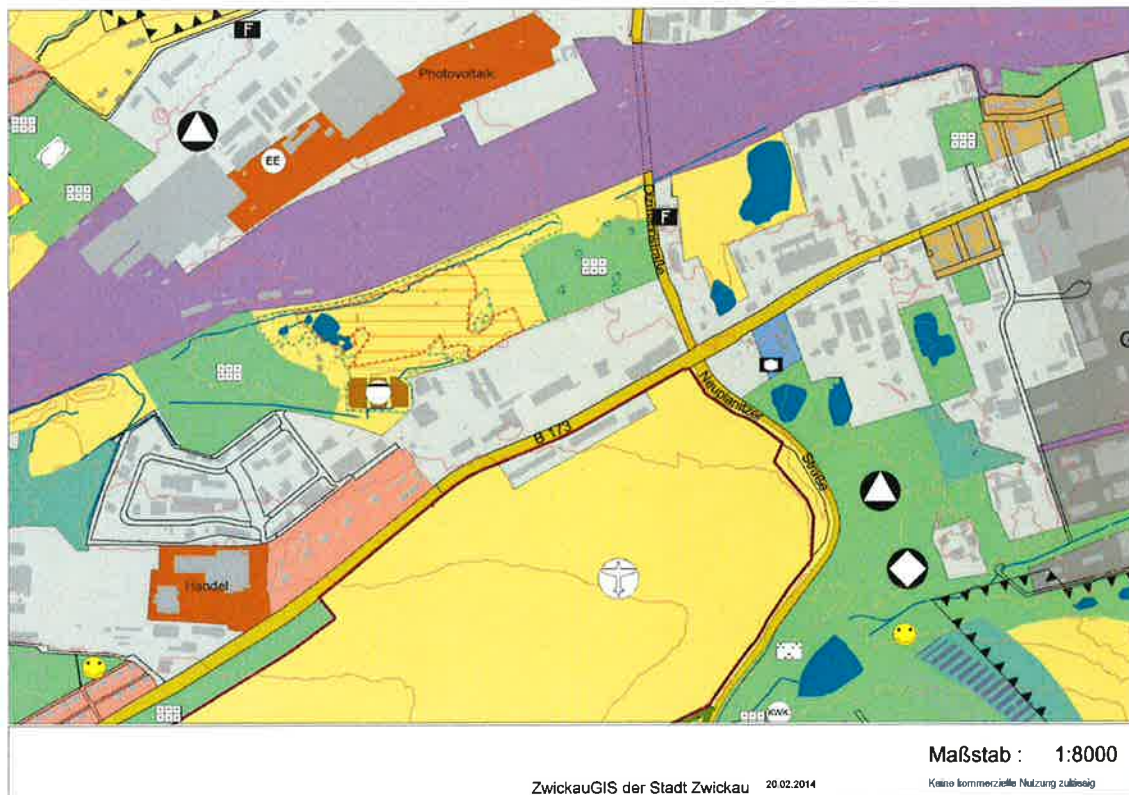 F
Photovoltaik
EE
F
B 173
Neuplanitzer
Straße
G
Handel
KWK
Maßstab : 1:8000
ZwickauGIS der Stadt Zwickau 20.02.2014
Keine kommerzielle Nutzung zulässig